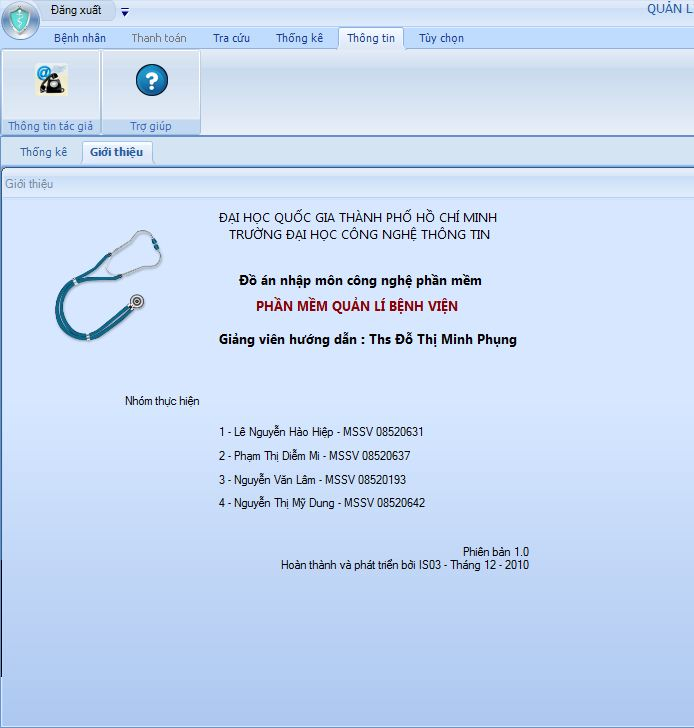 Đăng xuất
QUẢN L
Bệnh nhân Thanh toán Tra cứu Thống kê Thông tin Tùy chọn
Thông tin tác giả Trợ giúp
Thống kê Giới thiệu
Giới thiệu
ĐẠI HỌC QUỐC GIA THÀNH PHỐ HỒ CHÍ MINH
TRƯỜNG ĐẠI HỌC CÔNG NGHỆ THÔNG TIN
Đồ án nhập môn công nghệ phần mềm
PHẦN MỀM QUẢN LÍ BỆNH VIỆN
Giảng viên hướng dẫn : Ths Đỗ Thị Minh Phụng
Nhóm thực hiện
1 - Lê Nguyễn Hào Hiệp - MSSV 08520631
2 - Phạm Thị Diễm Mi - MSSV 08520637
3 - Nguyễn Văn Lâm - MSSV 08520193
4 - Nguyễn Thị Mỹ Dung - MSSV 08520642
Phiên bản 1.0
Hoàn thành và phát triển bởi IS03 - Tháng 12 - 2010